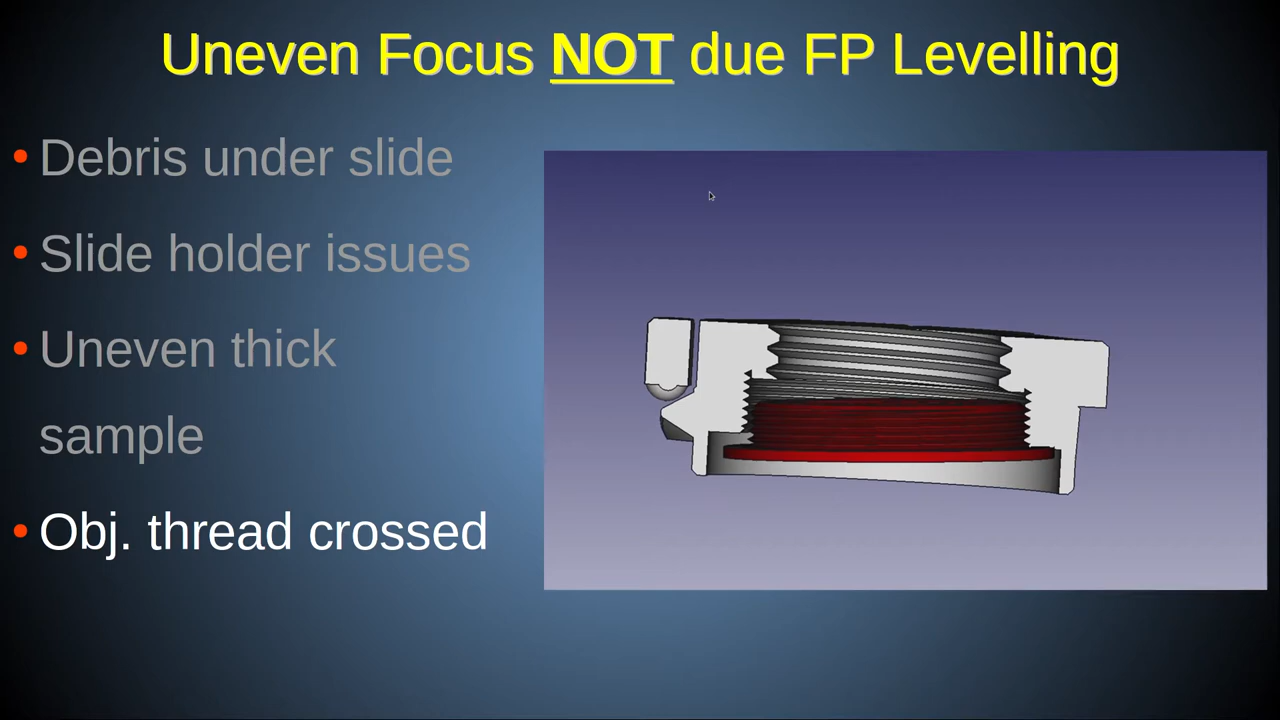 Uneven Focus NOT due FP Levelling
• Debris under slide
• Slide holder issues
• Uneven thick
sample
• Obj. thread crossed